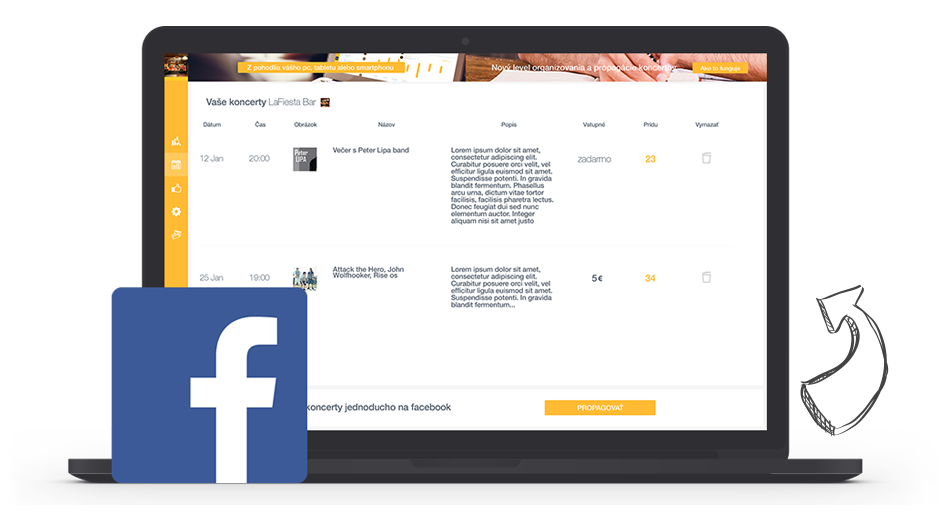 Z pohodlia vášho pc, tabletu alebo smartphonu
Nový level organizovania a propagácie koncertov
Ako to funguje
Vaše koncerty LaFiesta Bar
Dátum Čas Obrázok Názov Popis Vstupné Prídu Vymazať
12 Jan 20:00 Peter LIPA Večer s Peter Lipa band zadarmo 23
Lorem ipsum dolor sit amet,
consectetur adipiscing elit.
Curabitur posuere orci velit, vel
efficitur ligula euismod sit amet.
Suspendisse potenti. In gravida
blandit fermentum. Phasellus
arcu urna, dictum vitae tortor
facilisis, facilisis pharetra lectus.
Donec feugiat dui sed nunc
elementum auctor. Integer
aliquam nisi sit amet justo
25 Jan 19:00 Attack the Hero, John 5€ 34
Wolfhooker, Rise os
Lorem ipsum dolor sit amet,
consectetur adipiscing elit.
Curabitur posuere orci velit, vel
efficitur ligula euismod sit amet.
Suspendisse potenti. In gravida
blandit fermentum...
koncerty jednoducho na facebook
PROPAGOVAŤ
f